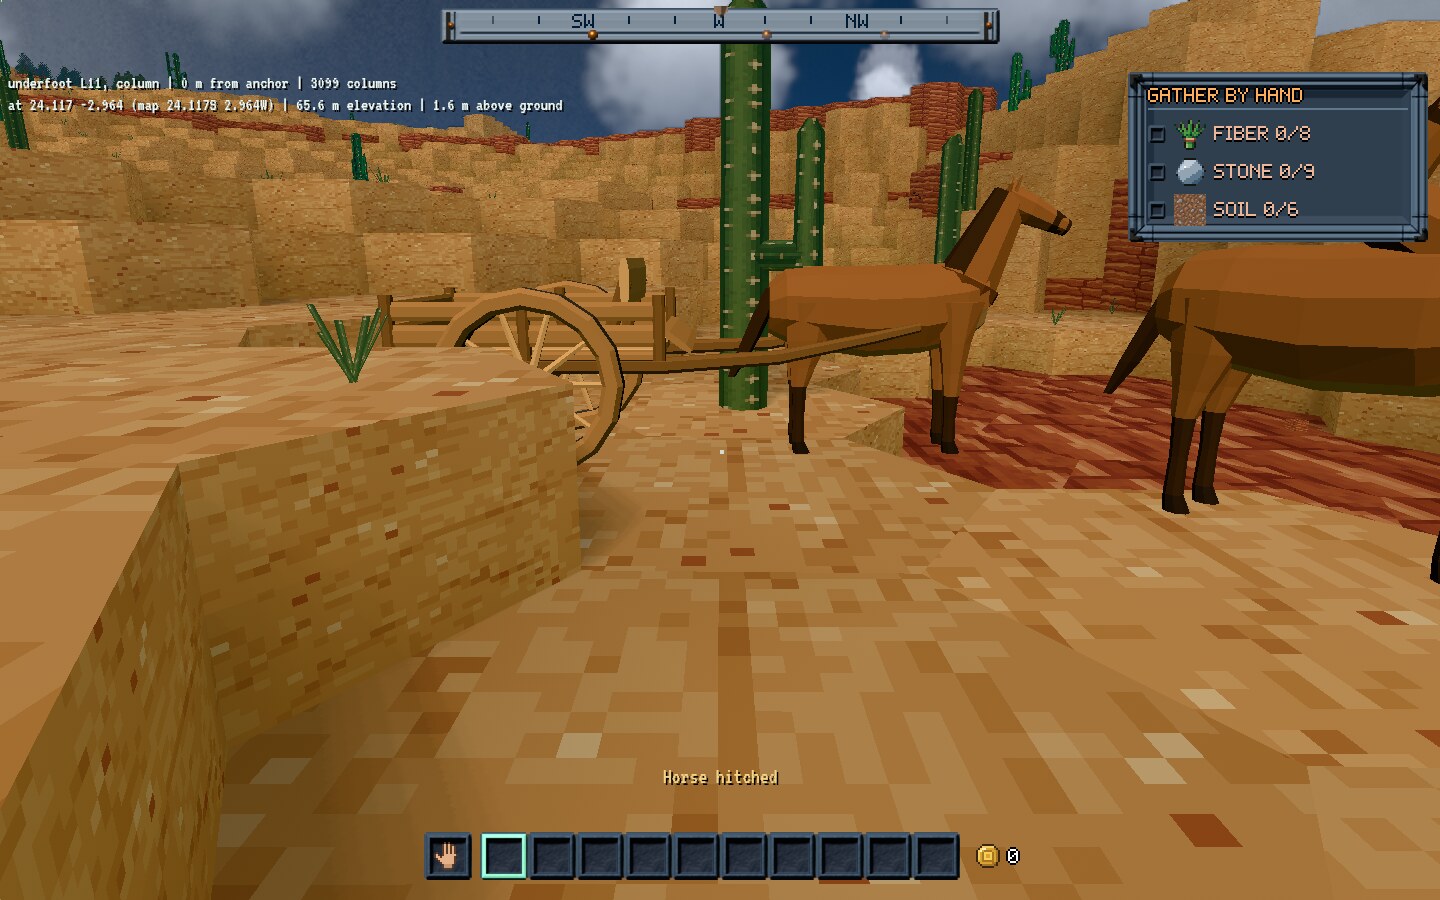 SW W NW
underfoot L11, column | 0 m from anchor | 3099 columns
at 24.117 -2.964 (map 24.117S 2.964W) | 65.6 m elevation | 1.6 m above ground
GATHER BY HAND
FIBER 0/8
STONE 0/9
SOIL 0/6
Horse hitched
0